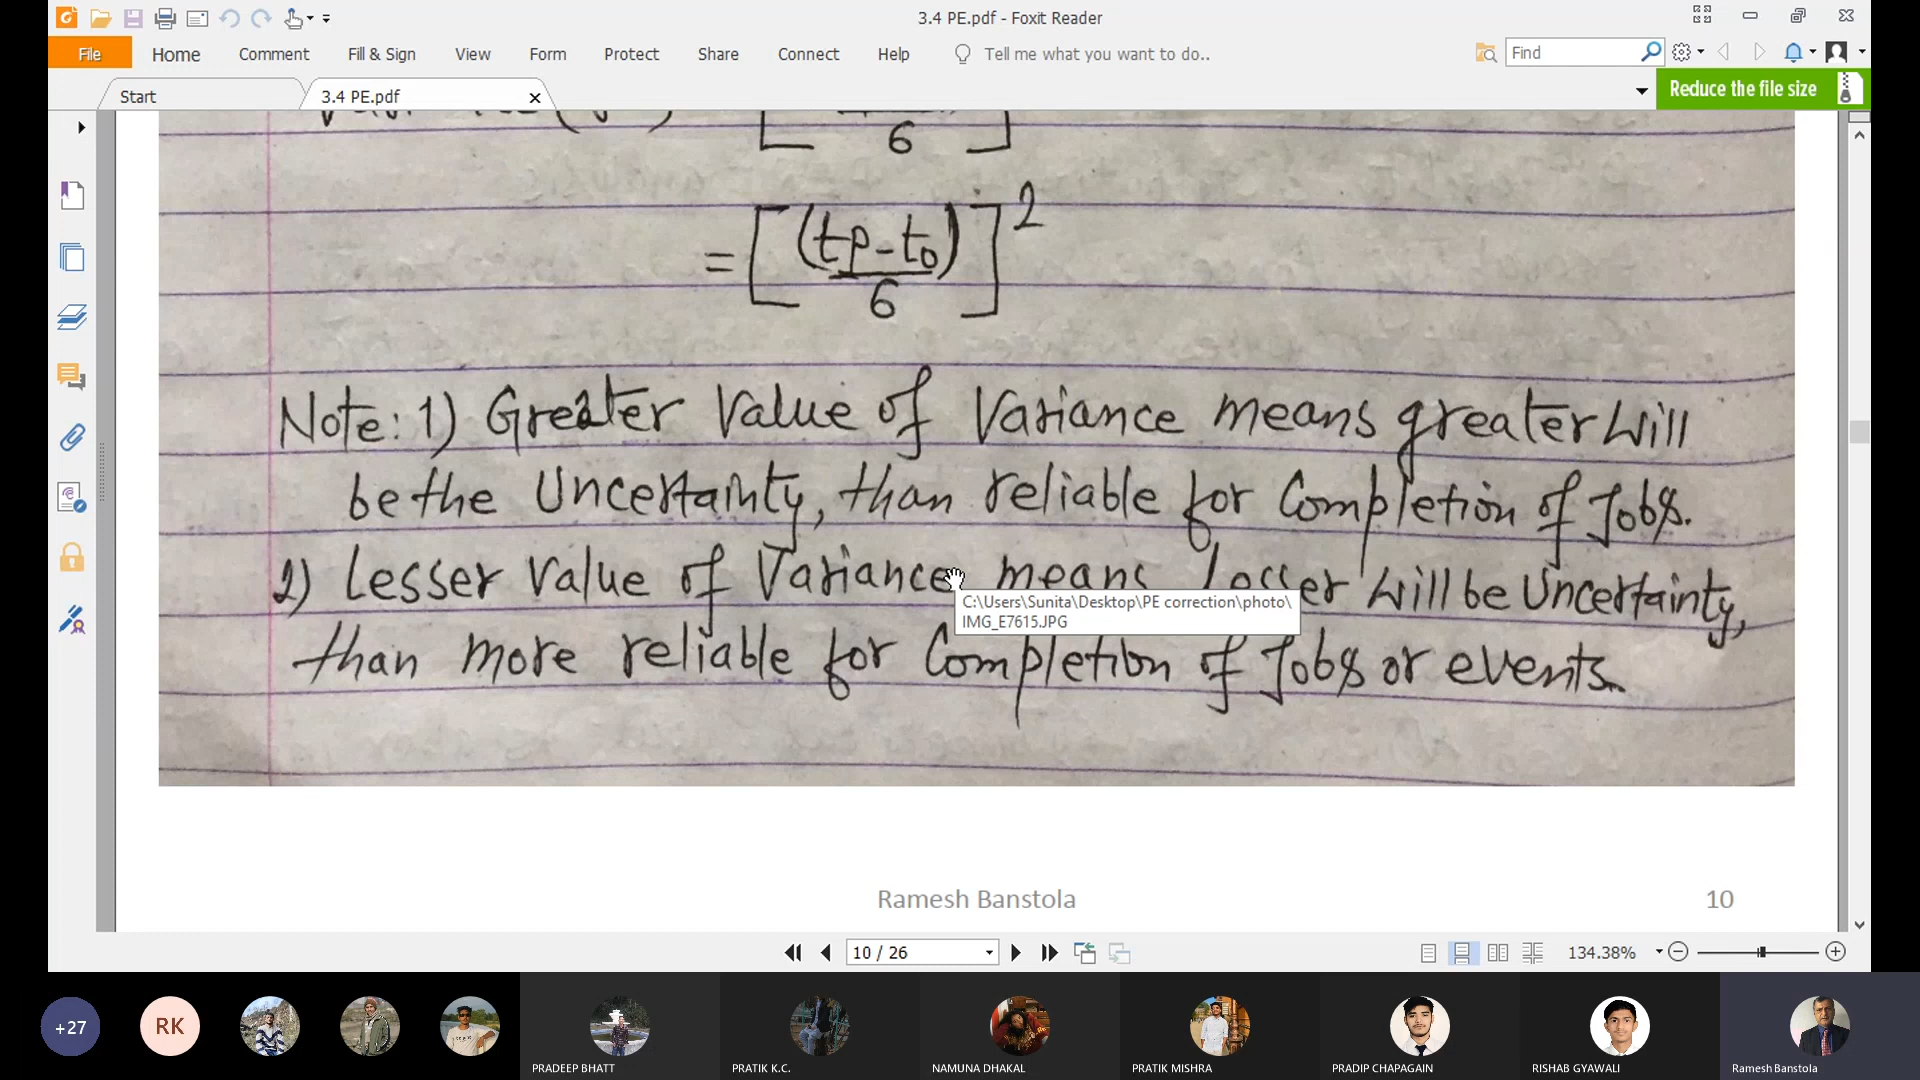 3.4 PE.pdf - Foxit Reader
File Home Comment Fill & Sign View Form Protect Share Connect Help Tell me what you want to do.. Find
Start 3.4 PE.pdf Reduce the file size
6
= [(tp-to)/6]²
Note: 1) Greater Value of Variance means greater will
be the Uncertainty, than reliable for Completion of Jobs.
2) Lesser Value of Variance means Lesser will be Uncertainty,
C:\Users\Sunita\Desktop\PE correction\photo\
IMG_E7615.JPG
than more reliable for Completion of Jobs or events.
Ramesh Banstola 10
10 / 26 134.38%
+27 RK
PRADEEP BHATT PRATIK K.C. NAMUNA DHAKAL PRATIK MISHRA PRADIP CHAPAGAIN RISHAB GYAWALI Ramesh Banstola